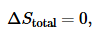 ΔS_total = 0,